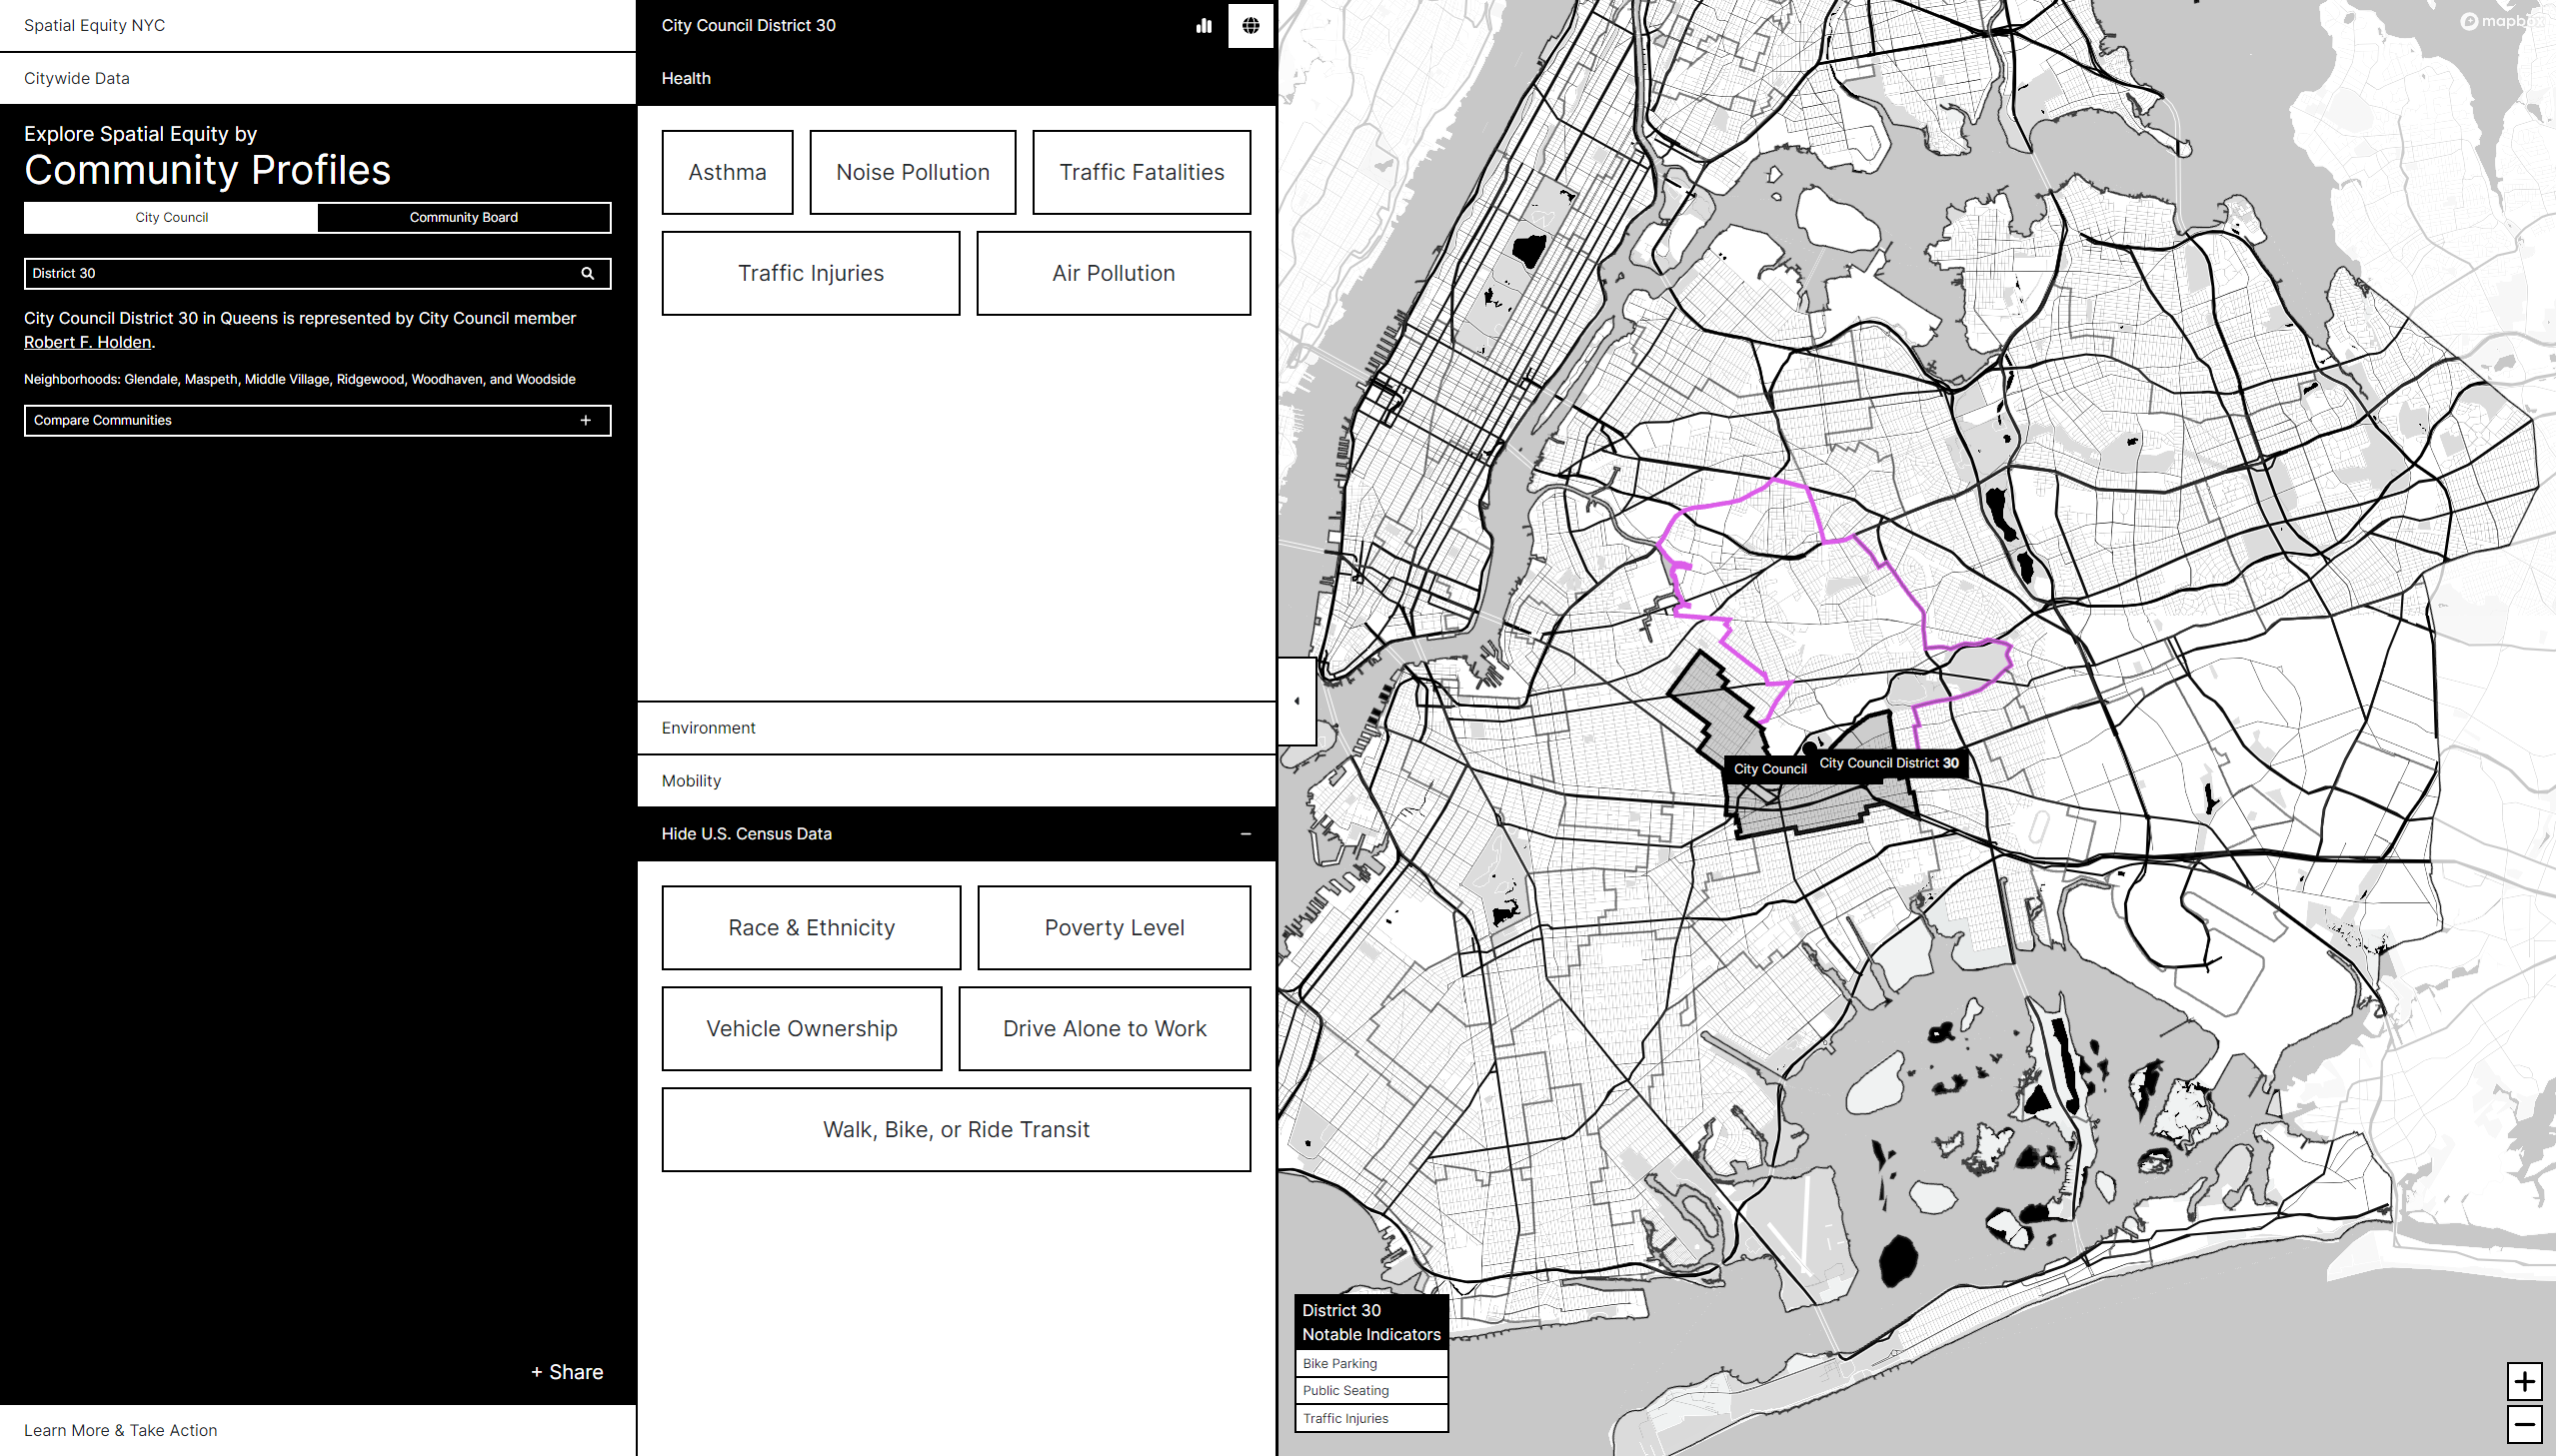 Spatial Equity NYC
Citywide Data
Explore Spatial Equity by
Community Profiles
City Council
Community Board
District 30
City Council District 30 in Queens is represented by City Council member
Robert F. Holden.
Neighborhoods: Glendale, Maspeth, Middle Village, Ridgewood, Woodhaven, and Woodside
Compare Communities +
+ Share
Learn More & Take Action
City Council District 30
Health
Asthma
Noise Pollution
Traffic Fatalities
Traffic Injuries
Air Pollution
Environment
Mobility
Hide U.S. Census Data −
Race & Ethnicity
Poverty Level
Vehicle Ownership
Drive Alone to Work
Walk, Bike, or Ride Transit
mapbox
City Council
City Council District 30
District 30
Notable Indicators
Bike Parking
Public Seating
Traffic Injuries
+
−